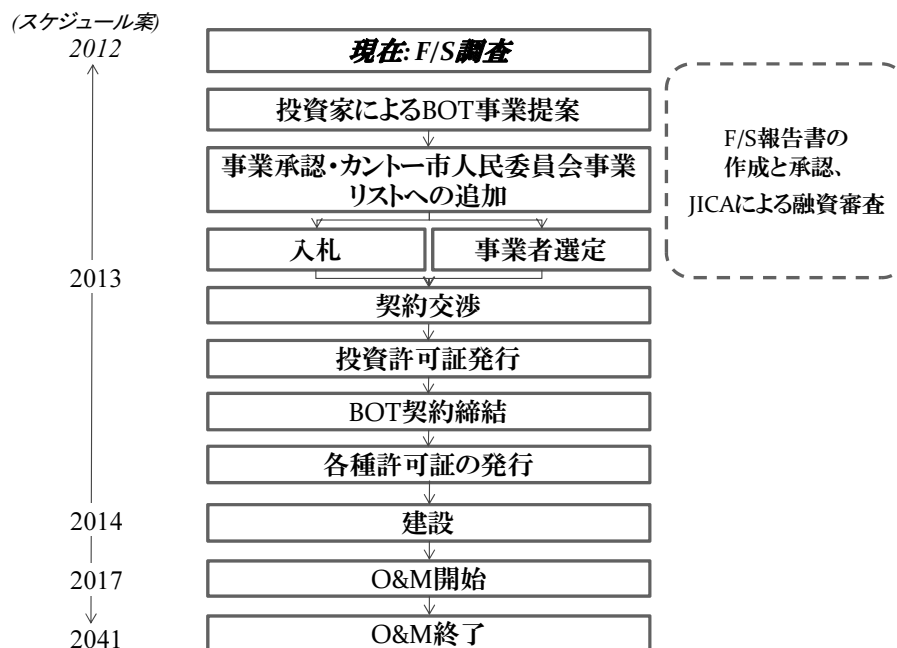 (スケジュール案)
2012
現在: F/S調査
投資家によるBOT事業提案
事業承認・カントー市人民委員会事業
リストへの追加
F/S報告書の
作成と承認、
JICAによる融資審査
入札
事業者選定
2013
契約交渉
投資許可証発行
BOT契約締結
各種許可証の発行
2014
建設
2017
O&M開始
2041
O&M終了